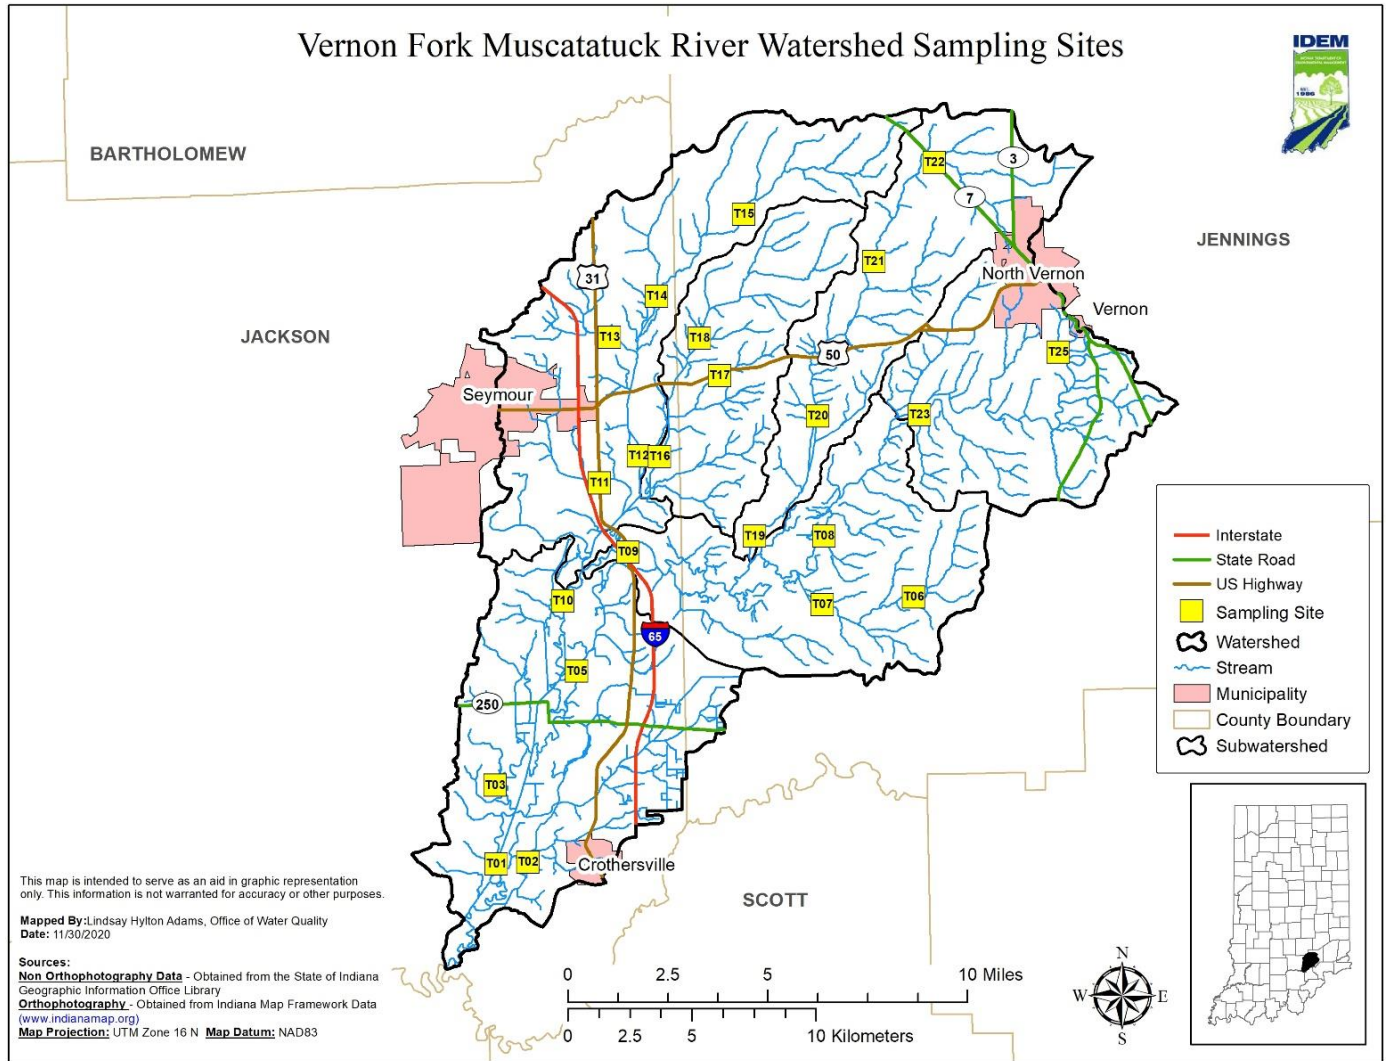 Vernon Fork Muscatatuck River Watershed Sampling Sites
IDEM
1986
BARTHOLOMEW
3
T22
7
T15
JENNINGS
T21
North Vernon
31
T14
Vernon
JACKSON
T13
T18
50
T25
T17
Seymour
T20
T23
T12
T16
T11
T19
T08
T09
T10
T07
T06
65
T05
250
T03
T01
T02
Crothersville
SCOTT
Interstate
State Road
US Highway
Sampling Site
Watershed
Stream
Municipality
County Boundary
Subwatershed
This map is intended to serve as an aid in graphic representation
only. This information is not warranted for accuracy or other purposes.
Mapped By:Lindsay Hylton Adams, Office of Water Quality
Date: 11/30/2020
Sources:
Non Orthophotography Data - Obtained from the State of Indiana
Geographic Information Office Library
Orthophotography - Obtained from Indiana Map Framework Data
(www.indianamap.org)
Map Projection: UTM Zone 16 N Map Datum: NAD83
0 2.5 5 10 Miles
0 2.5 5 10 Kilometers
N
W E
S